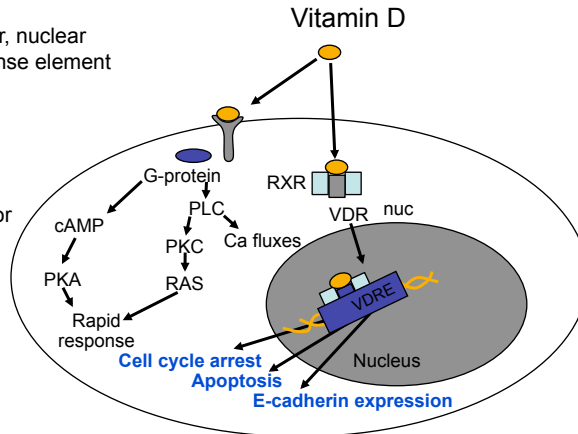 Vitamin D
r, nuclear
nse element
G-protein
RXR
or
cAMP
PLC
VDR
nuc
PKC
Ca fluxes
PKA
RAS
VDRE
Rapid
response
Cell cycle arrest
Nucleus
Apoptosis
E-cadherin expression